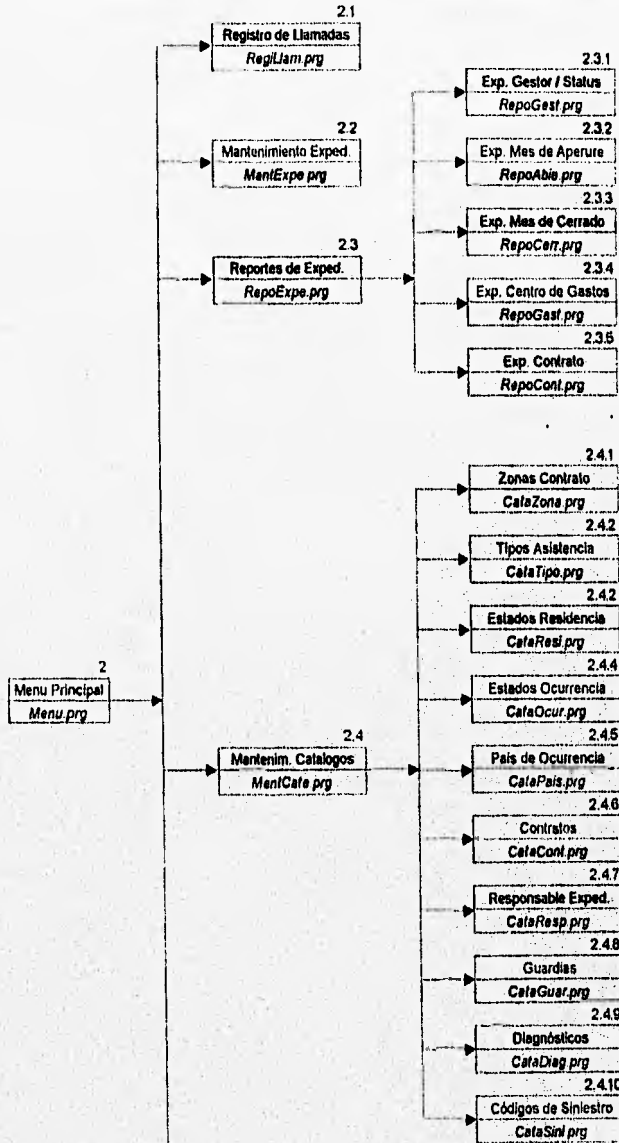 2.1
Registro de Llamadas
RegiLlam.prg
2.2
Mantenimiento Exped.
MantExpe.prg
2.3
Reportes de Exped.
RepoExpe.prg
2.3.1
Exp. Gestor / Status
RepoGest.prg
2.3.2
Exp. Mes de Aperure
RepoAbie.prg
2.3.3
Exp. Mes de Cerrado
RepoCerr.prg
2.3.4
Exp. Centro de Gastos
RepoGast.prg
2.3.5
Exp. Contrato
RepoCont.prg
2
Menu Principal
Menu.prg
2.4
Mantenim. Catalogos
MantCata.prg
2.4.1
Zonas Contrato
CataZona.prg
2.4.2
Tipos Asistencia
CataTipo.prg
2.4.2
Estados Residencia
CataResi.prg
2.4.4
Estados Ocurrencia
CataOcur.prg
2.4.5
País de Ocurrencia
CataPais.prg
2.4.6
Contratos
CataCont.prg
2.4.7
Responsable Exped.
CataResp.prg
2.4.8
Guardias
CataGuar.prg
2.4.9
Diagnósticos
CataDiag.prg
2.4.10
Códigos de Siniestro
CataSini.prg